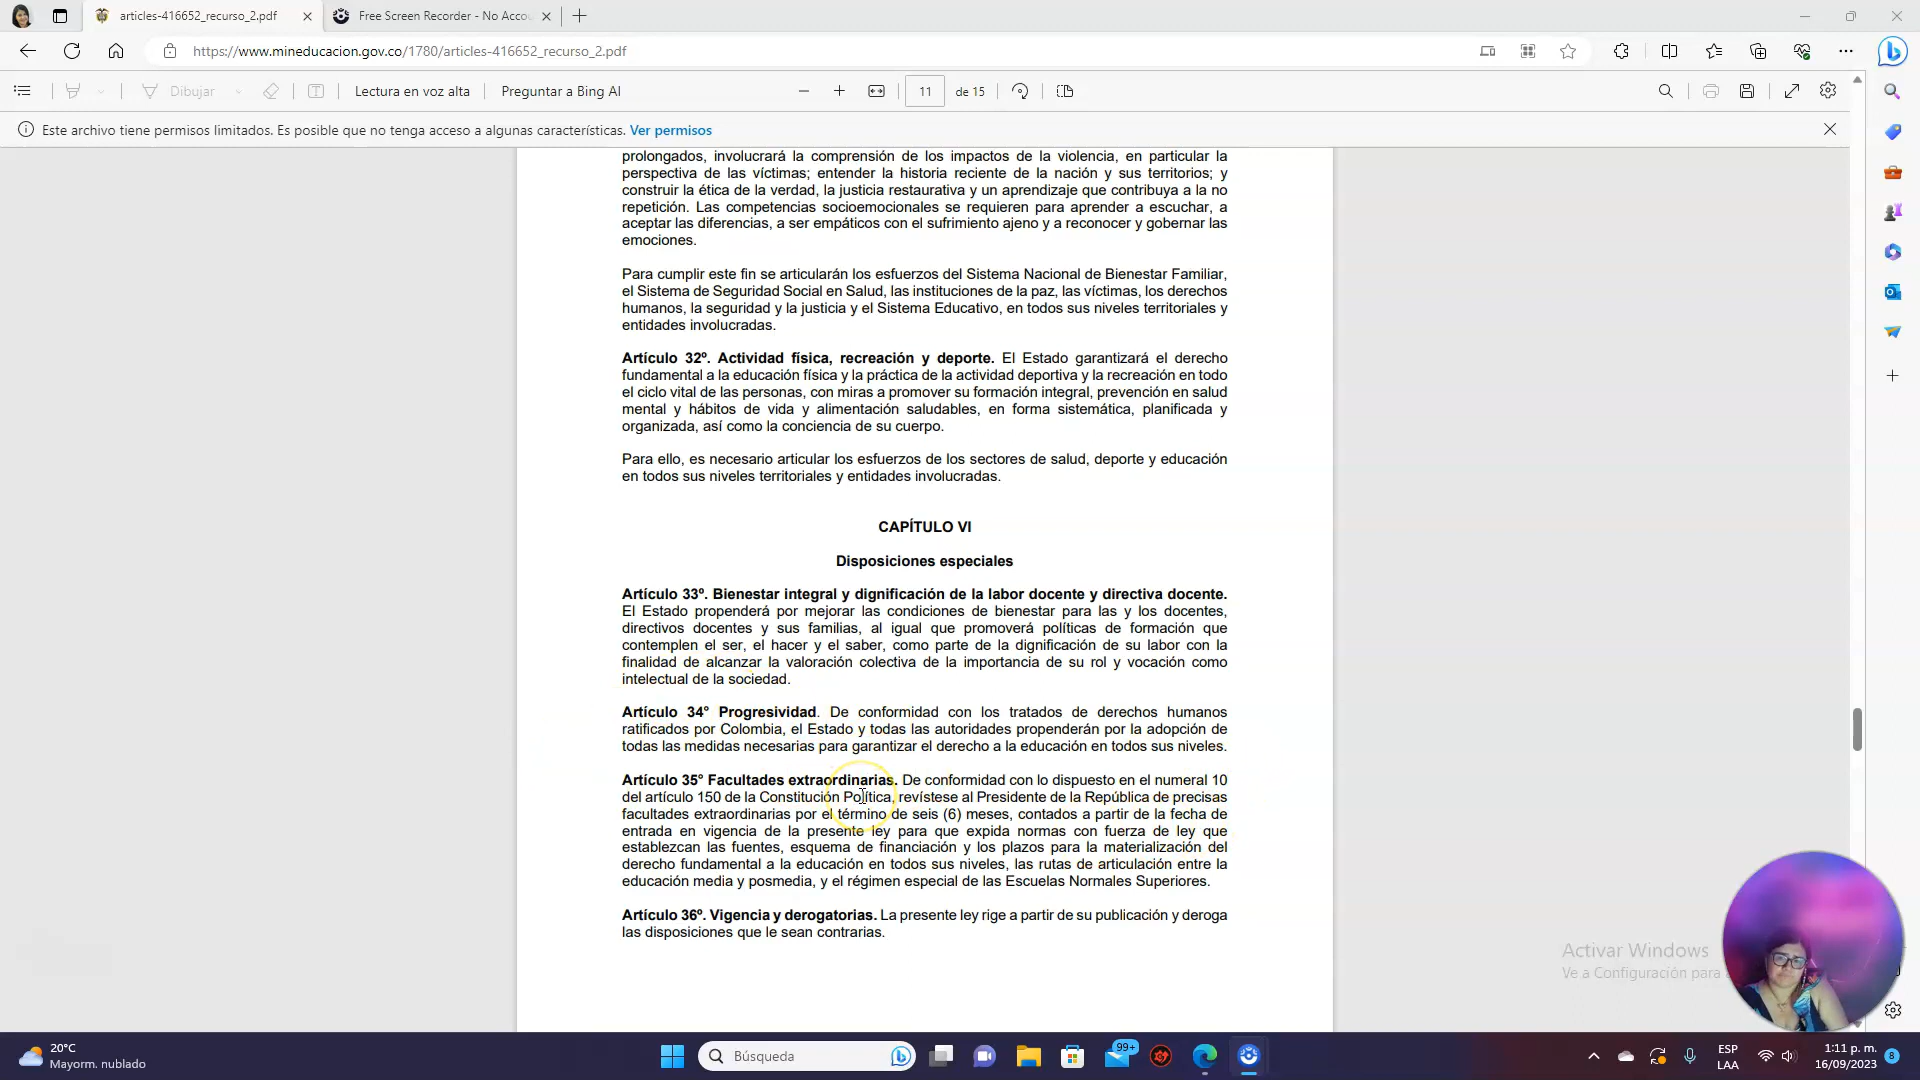 articles-416652_recurso_2.pdf
Free Screen Recorder - No Accou
https://www.mineducacion.gov.co/1780/articles-416652_recurso_2.pdf
Dibujar
Lectura en voz alta
Preguntar a Bing AI
11
de 15
Este archivo tiene permisos limitados. Es posible que no tenga acceso a algunas características. Ver permisos
prolongados, involucrará la comprensión de los impactos de la violencia, en particular la
perspectiva de las víctimas; entender la historia reciente de la nación y sus territorios; y
construir la ética de la verdad, la justicia restaurativa y un aprendizaje que contribuya a la no
repetición. Las competencias socioemocionales se requieren para aprender a escuchar, a
aceptar las diferencias, a ser empáticos con el sufrimiento ajeno y a reconocer y gobernar las
emociones.
Para cumplir este fin se articularán los esfuerzos del Sistema Nacional de Bienestar Familiar,
el Sistema de Seguridad Social en Salud, las instituciones de la paz, las víctimas, los derechos
humanos, la seguridad y la justicia y el Sistema Educativo, en todos sus niveles territoriales y
entidades involucradas.
Artículo 32º. Actividad física, recreación y deporte. El Estado garantizará el derecho
fundamental a la educación física y la práctica de la actividad deportiva y la recreación en todo
el ciclo vital de las personas, con miras a promover su formación integral, prevención en salud
mental y hábitos de vida y alimentación saludables, en forma sistemática, planificada y
organizada, así como la conciencia de su cuerpo.
Para ello, es necesario articular los esfuerzos de los sectores de salud, deporte y educación
en todos sus niveles territoriales y entidades involucradas.
CAPÍTULO VI
Disposiciones especiales
Artículo 33º. Bienestar integral y dignificación de la labor docente y directiva docente.
El Estado propenderá por mejorar las condiciones de bienestar para las y los docentes,
directivos docentes y sus familias, al igual que promoverá políticas de formación que
contemplen el ser, el hacer y el saber, como parte de la dignificación de su labor con la
finalidad de alcanzar la valoración colectiva de la importancia de su rol y vocación como
intelectual de la sociedad.
Artículo 34° Progresividad. De conformidad con los tratados de derechos humanos
ratificados por Colombia, el Estado y todas las autoridades propenderán por la adopción de
todas las medidas necesarias para garantizar el derecho a la educación en todos sus niveles.
Artículo 35° Facultades extraordinarias. De conformidad con lo dispuesto en el numeral 10
del artículo 150 de la Constitución Política, revístese al Presidente de la República de precisas
facultades extraordinarias por el término de seis (6) meses, contados a partir de la fecha de
entrada en vigencia de la presente ley para que expida normas con fuerza de ley que
establezcan las fuentes, esquema de financiación y los plazos para la materialización del
derecho fundamental a la educación en todos sus niveles, las rutas de articulación entre la
educación media y posmedia, y el régimen especial de las Escuelas Normales Superiores.
Artículo 36º. Vigencia y derogatorias. La presente ley rige a partir de su publicación y deroga
las disposiciones que le sean contrarias.
Activar Windows
Ve a Configuración para
20°C
Mayorm. nublado
Búsqueda
99+
ESP
LAA
1:11 p. m.
16/09/2023
8